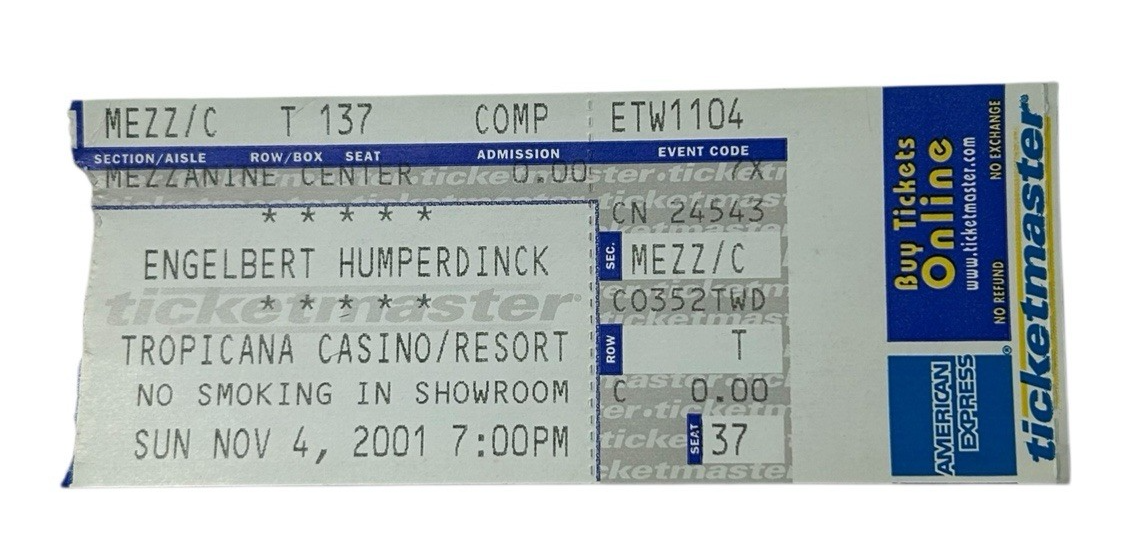 MEZZ/C T 137 COMP ETW1104
SECTION/AISLE ROW/BOX SEAT ADMISSION EVENT CODE
MEZZANINE CENTER 0.00 7X
* * * * *
ENGELBERT HUMPERDINCK
* * * * *
ticketmaster
TROPICANA CASINO/RESORT
NO SMOKING IN SHOWROOM
SUN NOV 4, 2001 7:00PM
CN 24543
SEC. MEZZ/C
CO352TWD
ROW T
C 0.00
SEAT 37
Buy Tickets
Online
www.ticketmaster.com
NO REFUND NO EXCHANGE
AMERICAN
EXPRESS®
ticketmaster